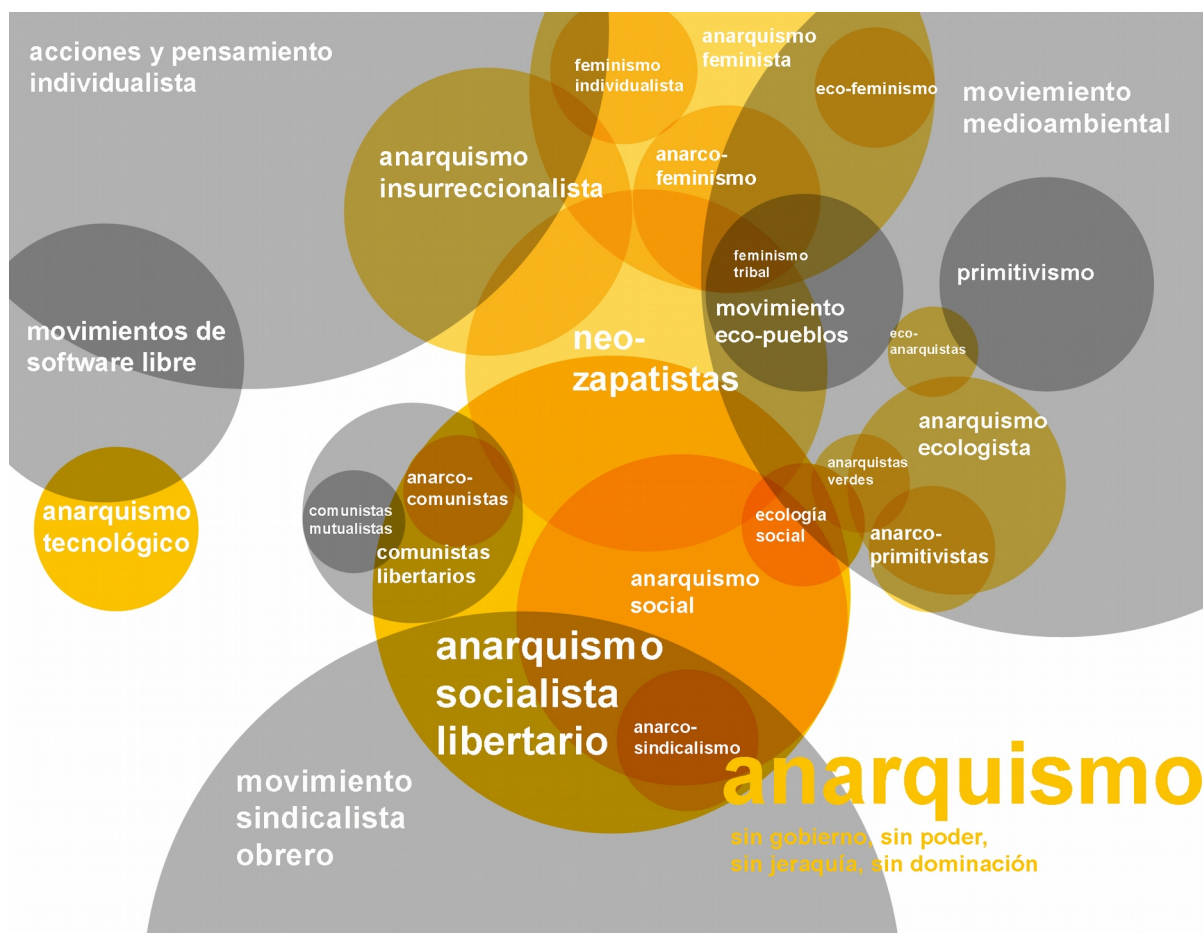 acciones y pensamiento
individualista
feminismo
individualista
anarquismo
feminista
eco-feminismo
moviemiento
medioambiental
anarquismo
insurreccionalista
anarco-
feminismo
feminismo
tribal
movimiento
eco-pueblos
primitivismo
movimientos de
software libre
neo-
zapatistas
eco-
anarquistas
anarquismo
ecologista
anarquistas
verdes
anarco-
comunistas
comunistas
mutualistas
comunistas
libertarios
anarquismo
tecnológico
ecología
social
anarco-
primitivistas
anarquismo
social
anarquismo
socialista
libertario
anarco-
sindicalismo
movimiento
sindicalista
obrero
anarquismo
sin gobierno, sin poder,
sin jeraquía, sin dominación